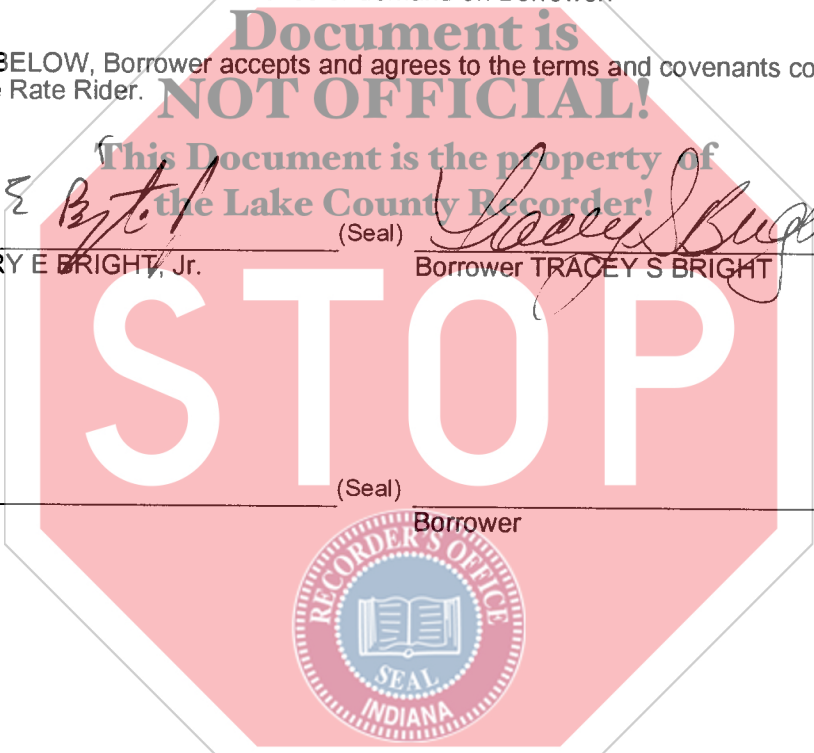 Document is
BELOW, Borrower accepts and agrees to the terms and covenants co
Rate Rider.
NOT OFFICIAL!
This Document is the property of
the Lake County Recorder!
E
(Seal)
Tracey S Brigh
RY E BRIGHT, Jr.
Borrower TRACEY S BRIGHT
STOP
(Seal)
Borrower
RECORDER'S OFFICE
SEAL
INDIANA